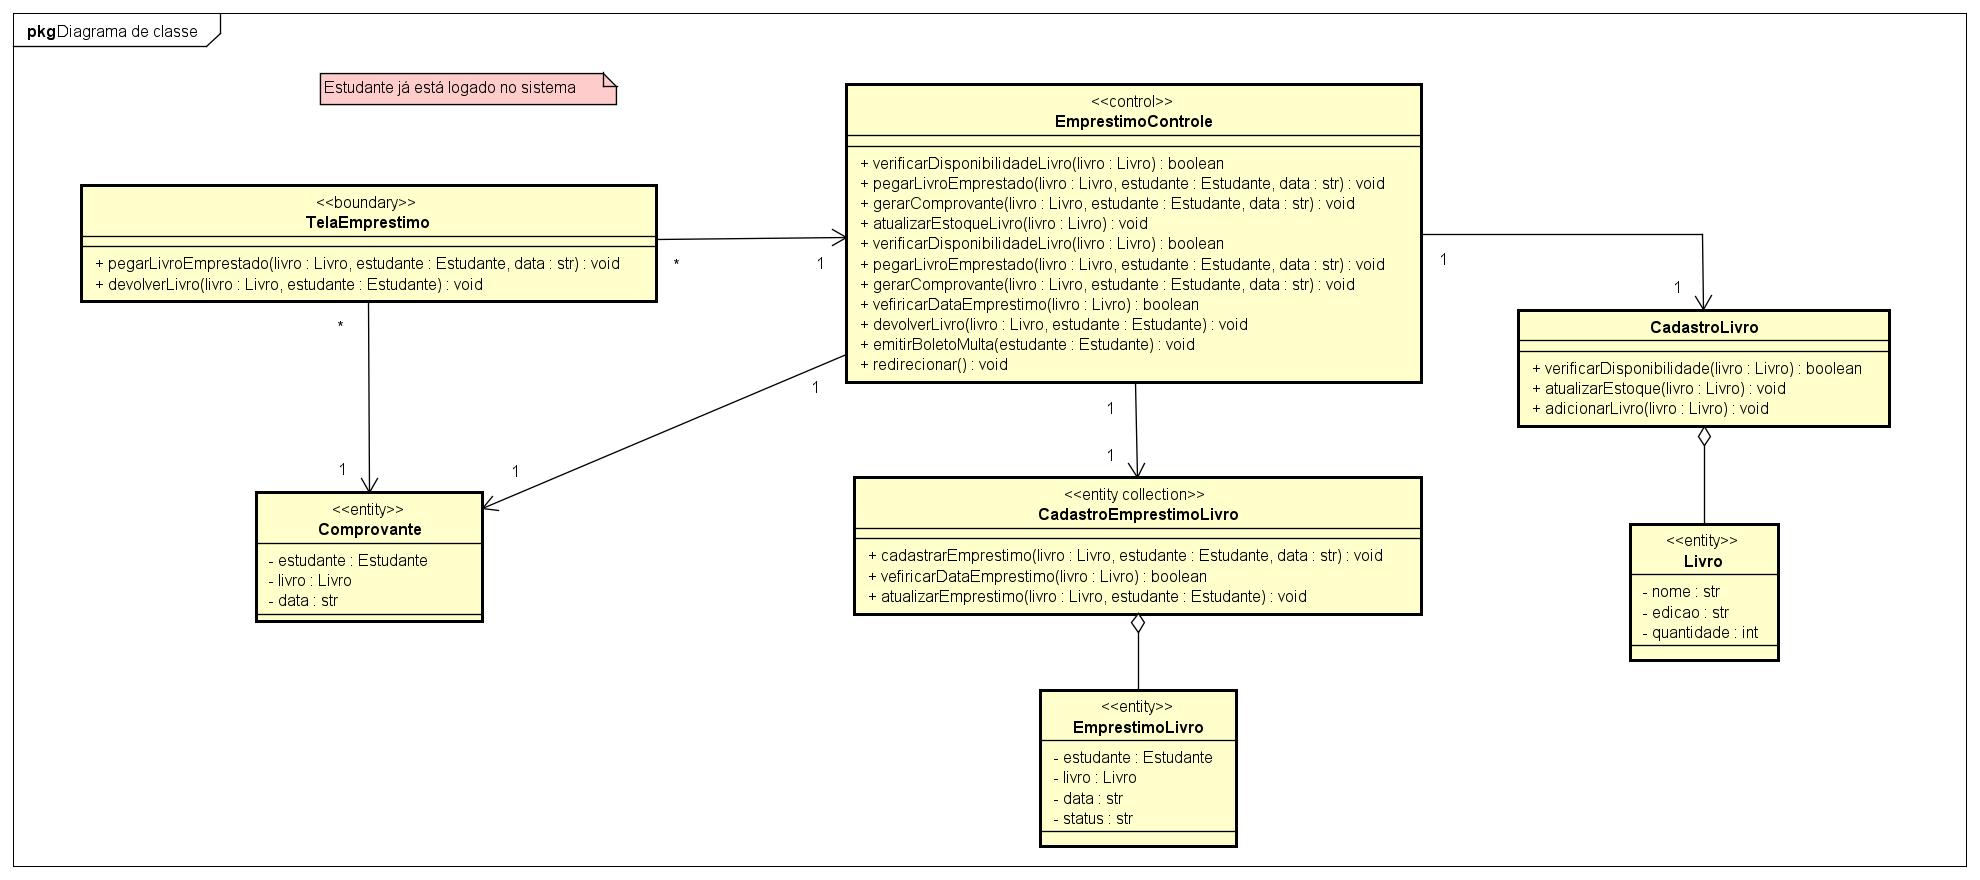 pkg Diagrama de classe
Estudante já está logado no sistema
<<boundary>>
TelaEmprestimo
+ pegarLivroEmprestado(livro : Livro, estudante : Estudante, data : str) : void
+ devolverLivro(livro : Livro, estudante : Estudante) : void
*
1
*
1
<<control>>
EmprestimoControle
+ verificarDisponibilidadeLivro(livro : Livro) : boolean
+ pegarLivroEmprestado(livro : Livro, estudante : Estudante, data : str) : void
+ gerarComprovante(livro : Livro, estudante : Estudante, data : str) : void
+ atualizarEstoqueLivro(livro : Livro) : void
+ verificarDisponibilidadeLivro(livro : Livro) : boolean
+ pegarLivroEmprestado(livro : Livro, estudante : Estudante, data : str) : void
+ gerarComprovante(livro : Livro, estudante : Estudante, data : str) : void
+ vefiricarDataEmprestimo(livro : Livro) : boolean
+ devolverLivro(livro : Livro, estudante : Estudante) : void
+ emitirBoletoMulta(estudante : Estudante) : void
+ redirecionar() : void
1
1
1
1
1
1
CadastroLivro
+ verificarDisponibilidade(livro : Livro) : boolean
+ atualizarEstoque(livro : Livro) : void
+ adicionarLivro(livro : Livro) : void
<<entity>>
Comprovante
- estudante : Estudante
- livro : Livro
- data : str
<<entity collection>>
CadastroEmprestimoLivro
+ cadastrarEmprestimo(livro : Livro, estudante : Estudante, data : str) : void
+ vefiricarDataEmprestimo(livro : Livro) : boolean
+ atualizarEmprestimo(livro : Livro, estudante : Estudante) : void
<<entity>>
Livro
- nome : str
- edicao : str
- quantidade : int
<<entity>>
EmprestimoLivro
- estudante : Estudante
- livro : Livro
- data : str
- status : str